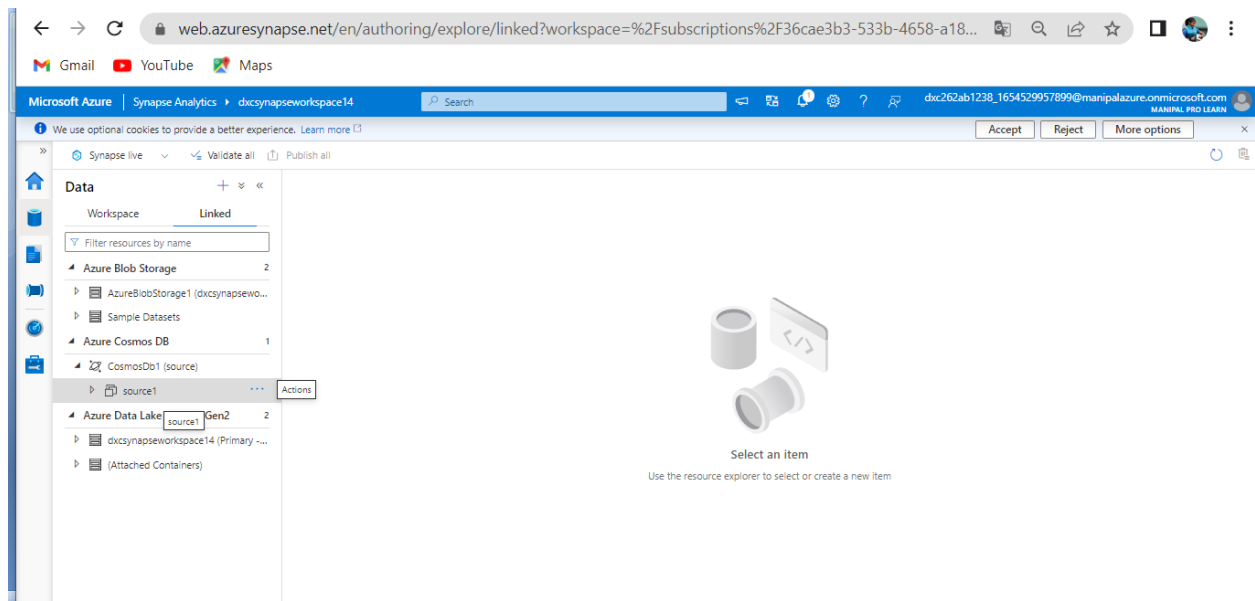 web.azuresynapse.net/en/authoring/explore/linked?workspace=%2Fsubscriptions%2F36cae3b3-533b-4658-a18...
Gmail YouTube Maps
Microsoft Azure Synapse Analytics dxcsynapseworkspace14 Search 1 ? dxc262ab1238_1654529957899@manipalazure.onmicrosoft.com
MANIPAL PRO LEARN
We use optional cookies to provide a better experience. Learn more Accept Reject More options
Synapse live Validate all Publish all
Data
Workspace Linked
Filter resources by name
Azure Blob Storage 2
AzureBlobStorage1 (dxcsynapsewo...
Sample Datasets
Azure Cosmos DB 1
CosmosDb1 (source)
source1 ... Actions
Azure Data Lake Gen2 2
source1
dxcsynapseworkspace14 (Primary -...
(Attached Containers)
Select an item
Use the resource explorer to select or create a new item